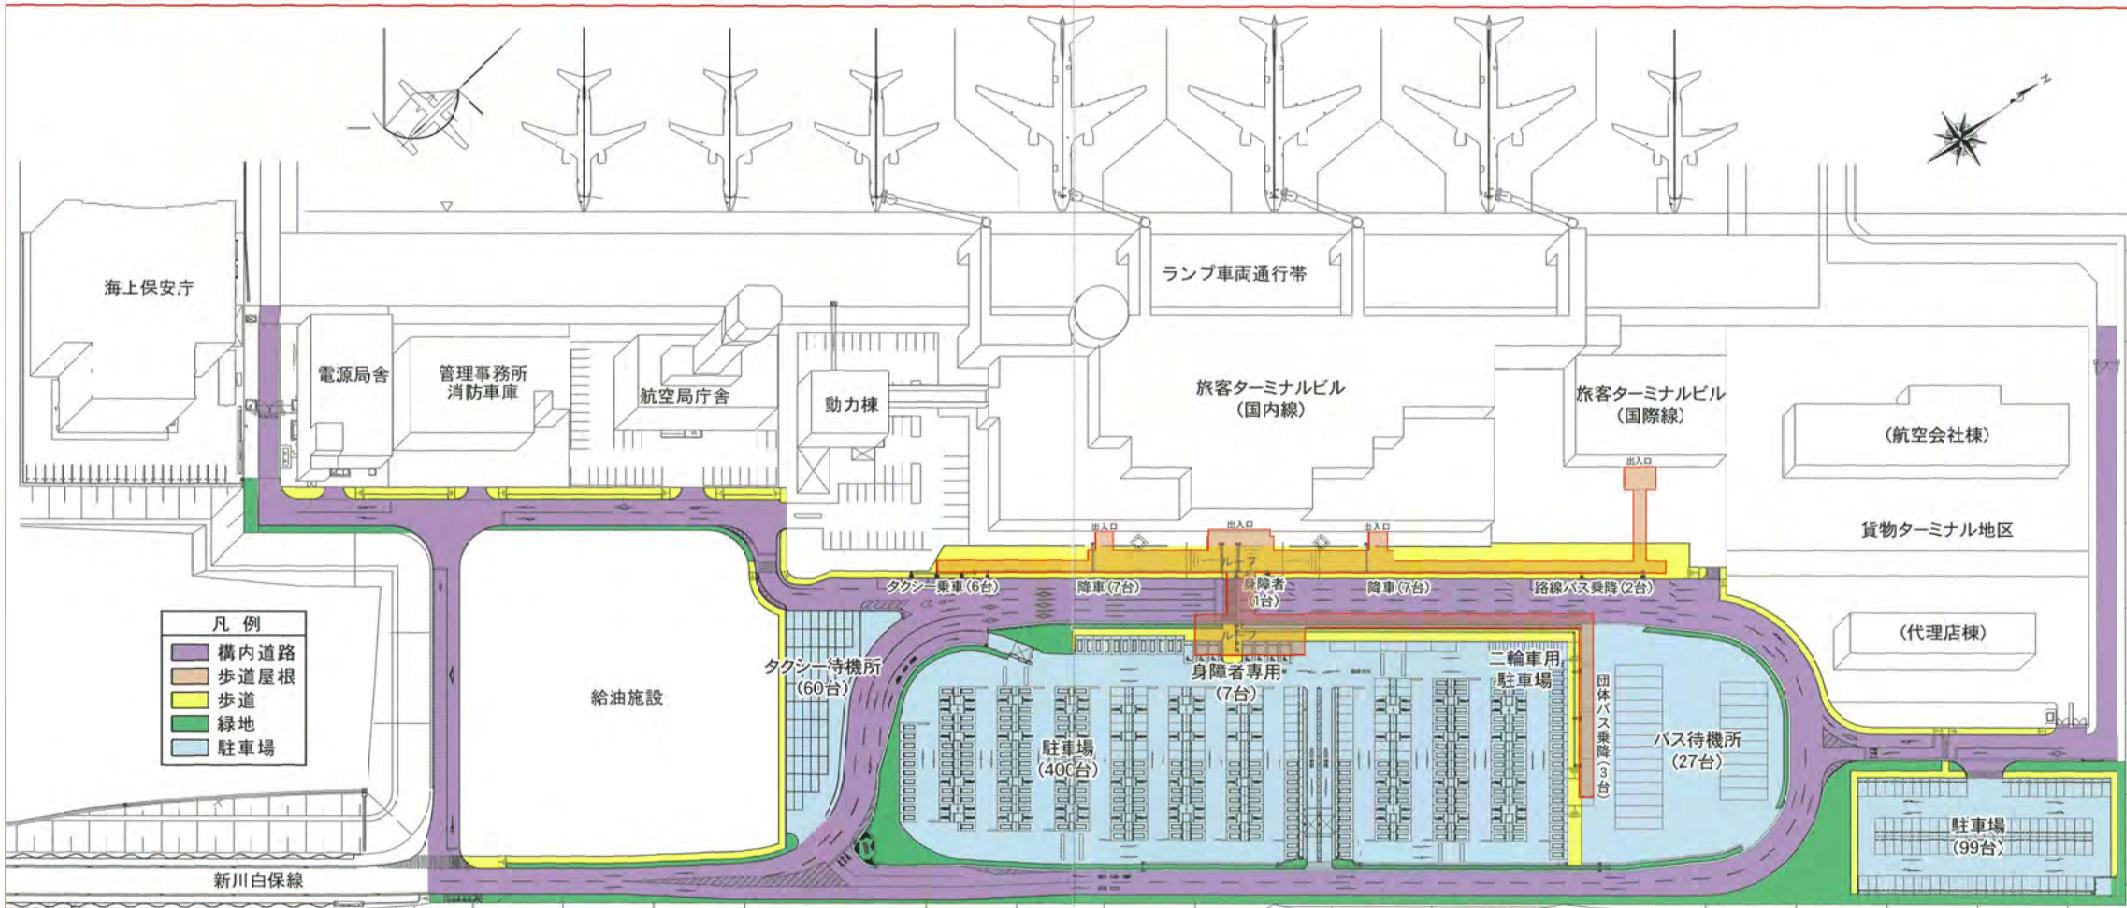 N
海上保安庁
ランプ車両通行帯
電源局舎
管理事務所
消防車庫
航空局庁舎
動力棟
旅客ターミナルビル
(国内線)
旅客ターミナルビル
(国際線)
(航空会社棟)
出入口
貨物ターミナル地区
出入口
出入口
出入口
ルーフ
タクシー乗車(6台)
降車(7台)
身障者
(1台)
降車(7台)
路線バス乗降(2台)
凡 例
構内道路
歩道屋根
歩道
緑地
駐車場
ルーフ
(代理店棟)
タクシー待機所
(60台)
給油施設
身障者専用
(7台)
二輪車用
駐車場
団体バス乗降(3台)
駐車場
(400台)
バス待機所
(27台)
駐車場
(99台)
新川白保線